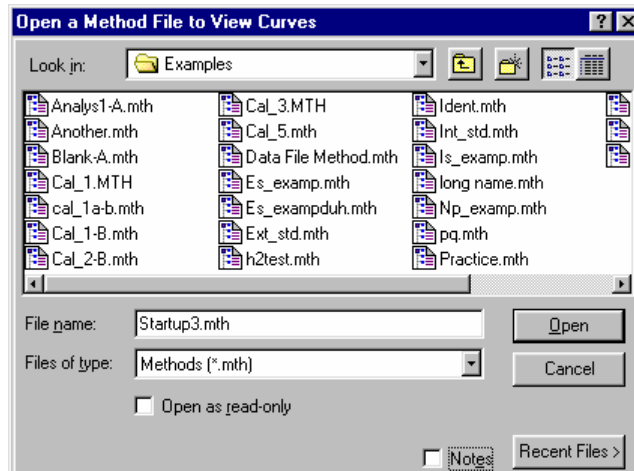 Open a Method File to View Curves
Look in: Examples
Analys1-A.mth Cal_3.MTH Ident.mth
Another.mth Cal_5.mth Int_std.mth
Blank-A.mth Data File Method.mth Is_examp.mth
Cal_1.MTH Es_examp.mth long name.mth
cal_1a-b.mth Es_exampduh.mth Np_examp.mth
Cal_1-B.mth Ext_std.mth pq.mth
Cal_2-B.mth h2test.mth Practice.mth
File name: Startup3.mth Open
Files of type: Methods (*.mth) Cancel
Open as read-only
Notes Recent Files >